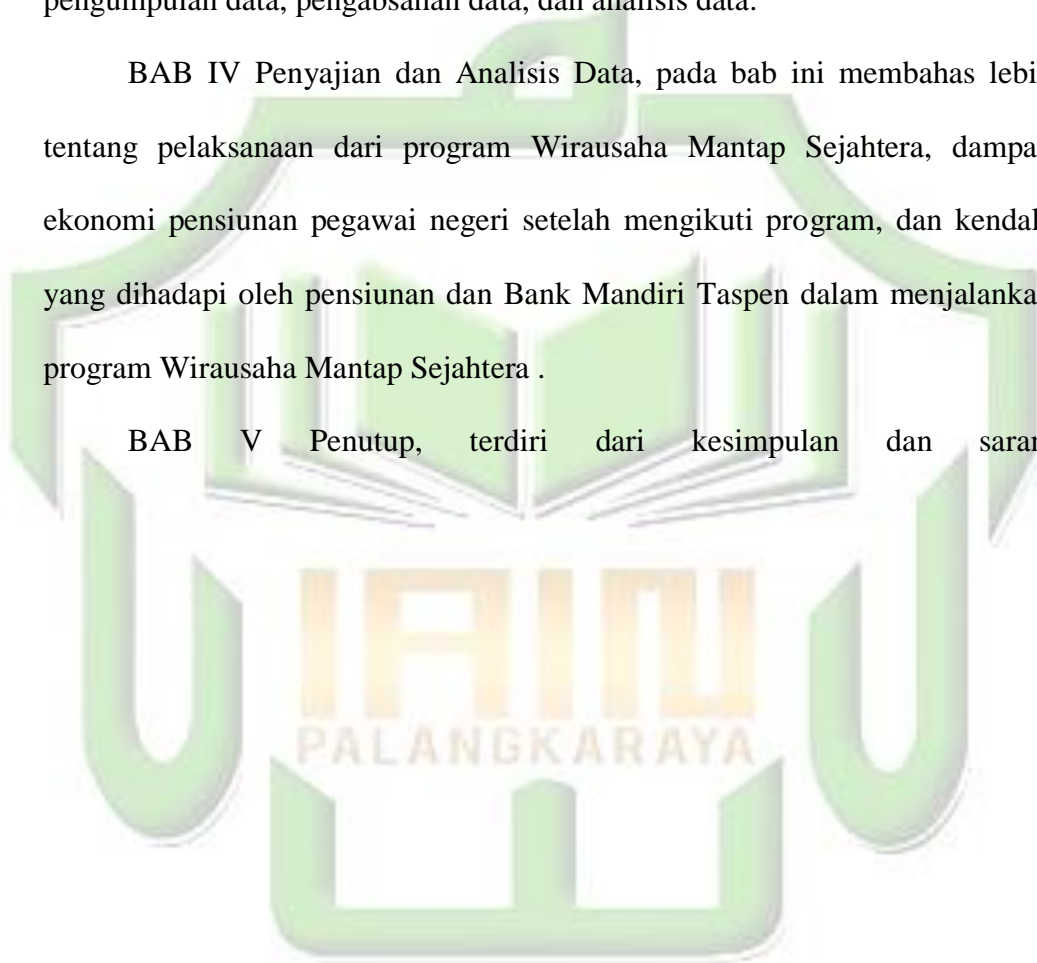 pengumpulan data, pengabsahan data, dan analisis data.
BAB IV Penyajian dan Analisis Data, pada bab ini membahas lebi
tentang pelaksanaan dari program Wirausaha Mantap Sejahtera, dampa
ekonomi pensiunan pegawai negeri setelah mengikuti program, dan kendal
yang dihadapi oleh pensiunan dan Bank Mandiri Taspen dalam menjalanka
program Wirausaha Mantap Sejahtera .
BAB V Penutup, terdiri dari kesimpulan dan saran
IAIN
PALANGKARAYA